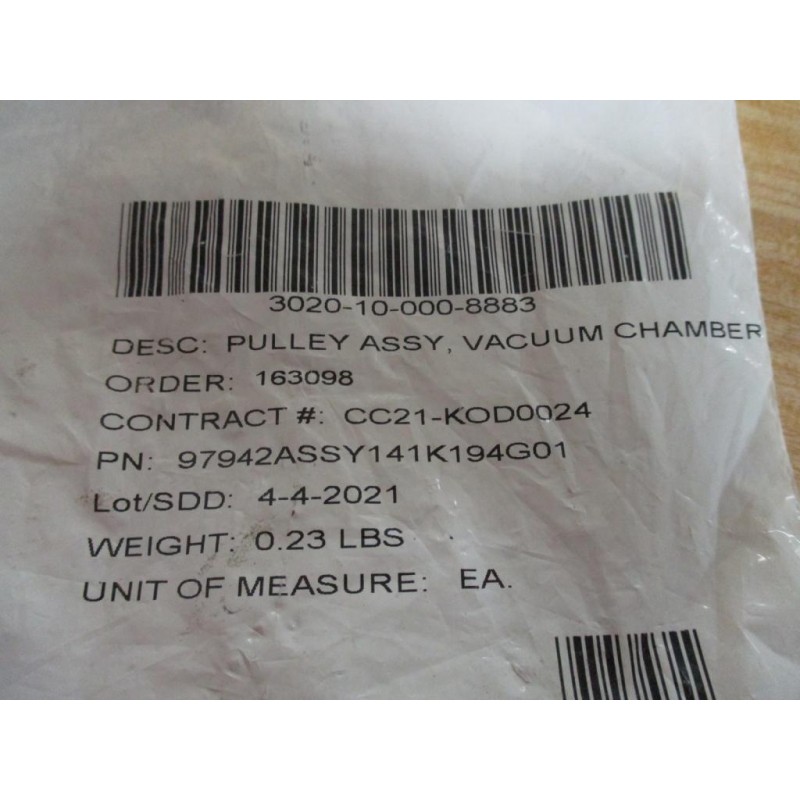 3020-10-000-8883
DESC: PULLEY ASSY, VACUUM CHAMBER
ORDER: 163098
CONTRACT #: CC21-KOD0024
PN: 97942ASSY141K194G01
Lot/SDD: 4-4-2021
WEIGHT: 0.23 LBS
UNIT OF MEASURE: EA.